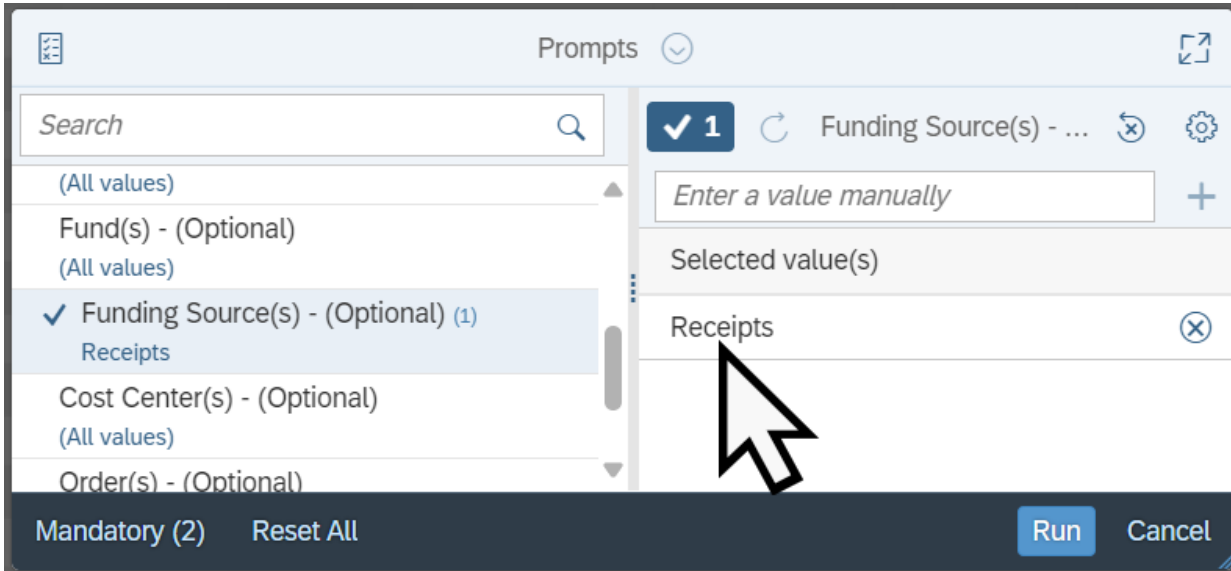 Prompts
Search
(All values)
Fund(s) - (Optional)
(All values)
Funding Source(s) - (Optional) (1)
Receipts
Cost Center(s) - (Optional)
(All values)
Order(s) - (Optional)
1
Funding Source(s) - ...
Enter a value manually
Selected value(s)
Receipts
Mandatory (2) Reset All Run Cancel